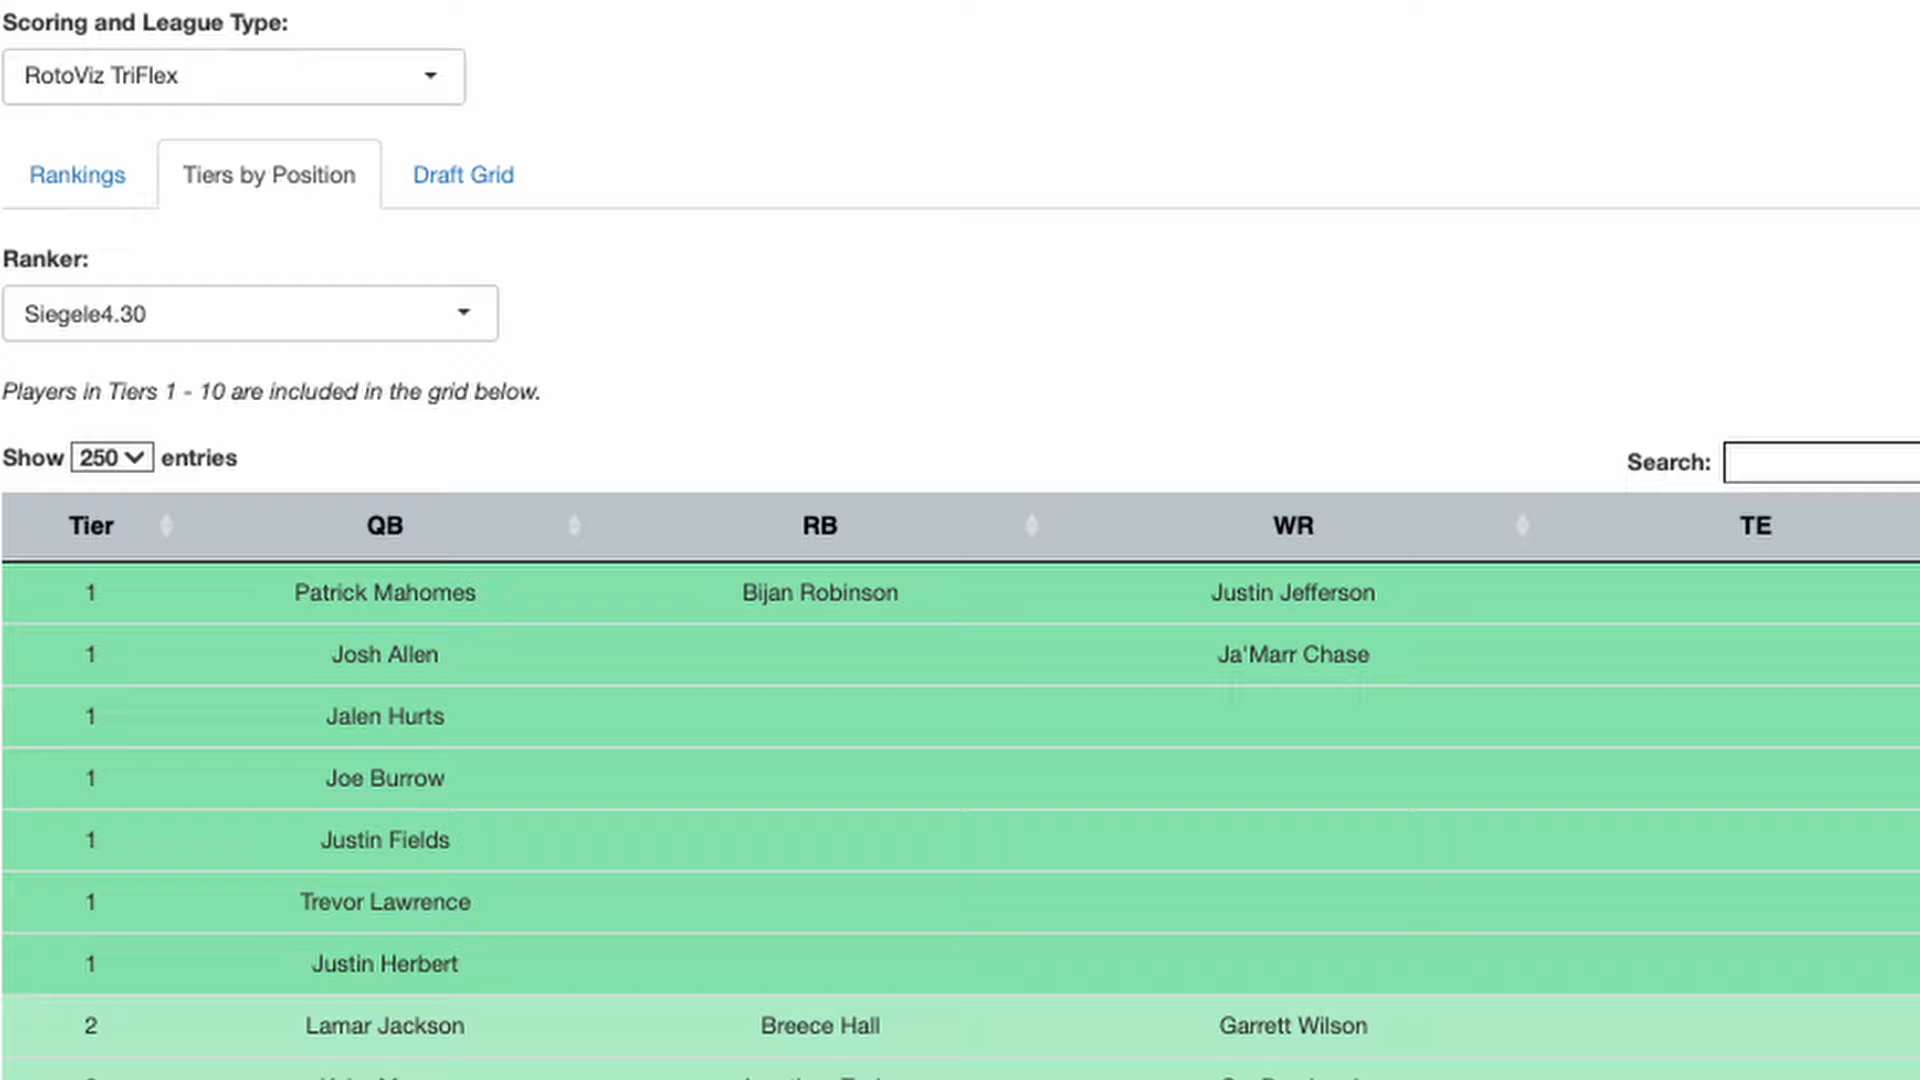 Scoring and League Type:
RotoViz TriFlex
Rankings Tiers by Position Draft Grid
Ranker:
Siegele4.30
Players in Tiers 1 - 10 are included in the grid below.
Show 250 entries Search:
Tier QB RB WR TE
1 Patrick Mahomes Bijan Robinson Justin Jefferson
1 Josh Allen Ja'Marr Chase
1 Jalen Hurts
1 Joe Burrow
1 Justin Fields
1 Trevor Lawrence
1 Justin Herbert
2 Lamar Jackson Breece Hall Garrett Wilson